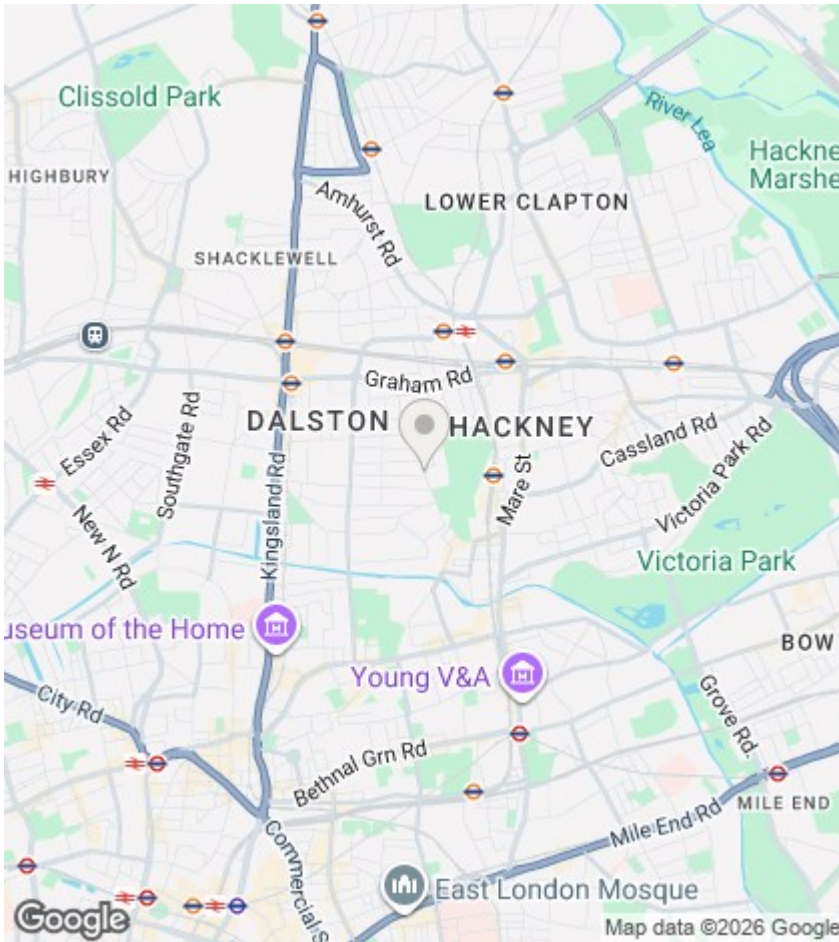 Clissold Park
River Lea
Hackne
Marshe
HIGHBURY
Amhurst Rd
LOWER CLAPTON
SHACKLEWELL
Graham Rd
Essex Rd
Southgate Rd
DALSTON
HACKNEY
Cassland Rd
Kingsland Rd
Mare St
Victoria Park Rd
New N Rd
Victoria Park
useum of the Home
Young V&A
BOW
City Rd
Grove Rd.
Bethnal Grn Rd
MILE END
Mile End Rd
Commercial S
East London Mosque
Google
Map data ©2026 Google